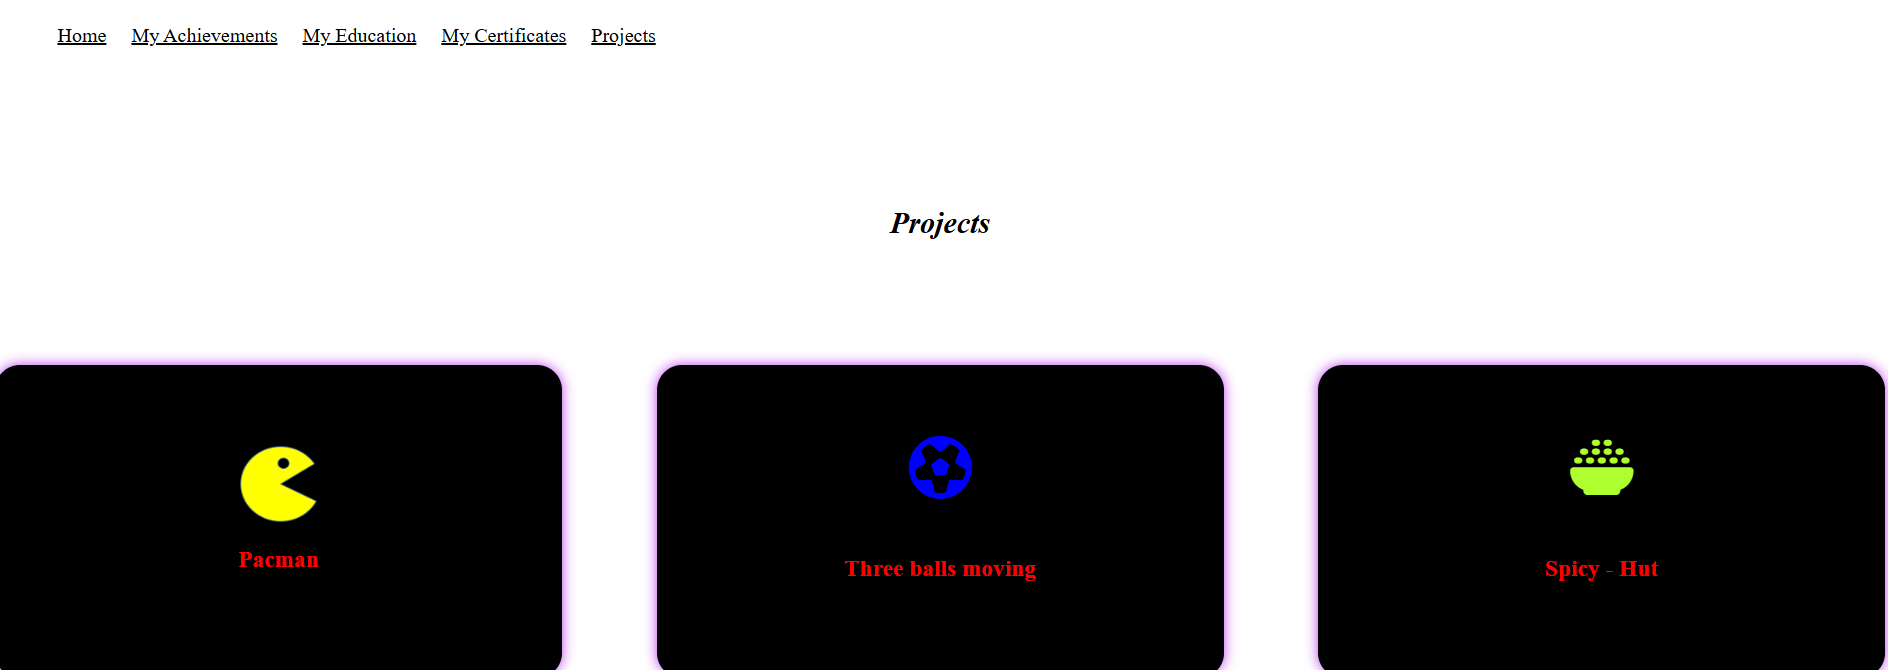 Home My Achievements My Education My Certificates Projects
Projects
Pacman
Three balls moving
Spicy - Hut